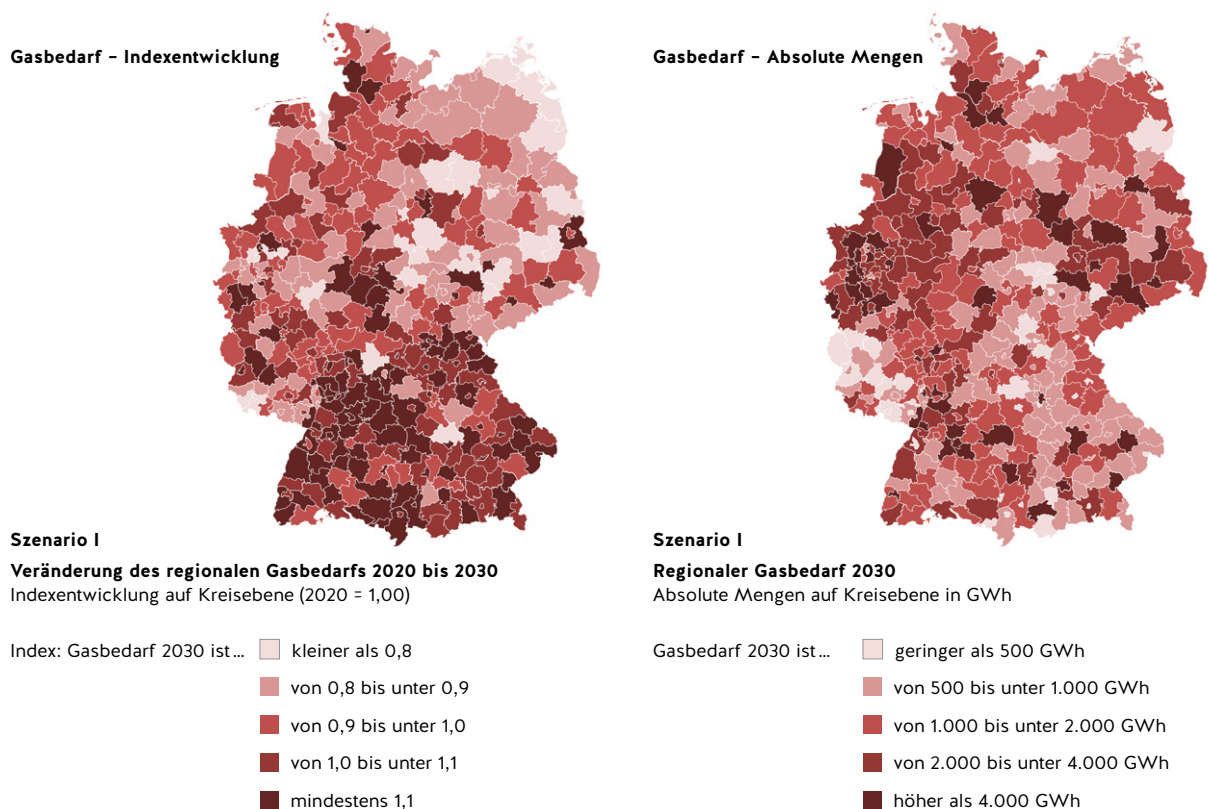 Gasbedarf – Indexentwicklung
Szenario I
Veränderung des regionalen Gasbedarfs 2020 bis 2030
Indexentwicklung auf Kreisebene (2020 = 1,00)
Index: Gasbedarf 2030 ist ...
kleiner als 0,8
von 0,8 bis unter 0,9
von 0,9 bis unter 1,0
von 1,0 bis unter 1,1
mindestens 1,1
Gasbedarf – Absolute Mengen
Szenario I
Regionaler Gasbedarf 2030
Absolute Mengen auf Kreisebene in GWh
Gasbedarf 2030 ist ...
geringer als 500 GWh
von 500 bis unter 1.000 GWh
von 1.000 bis unter 2.000 GWh
von 2.000 bis unter 4.000 GWh
höher als 4.000 GWh